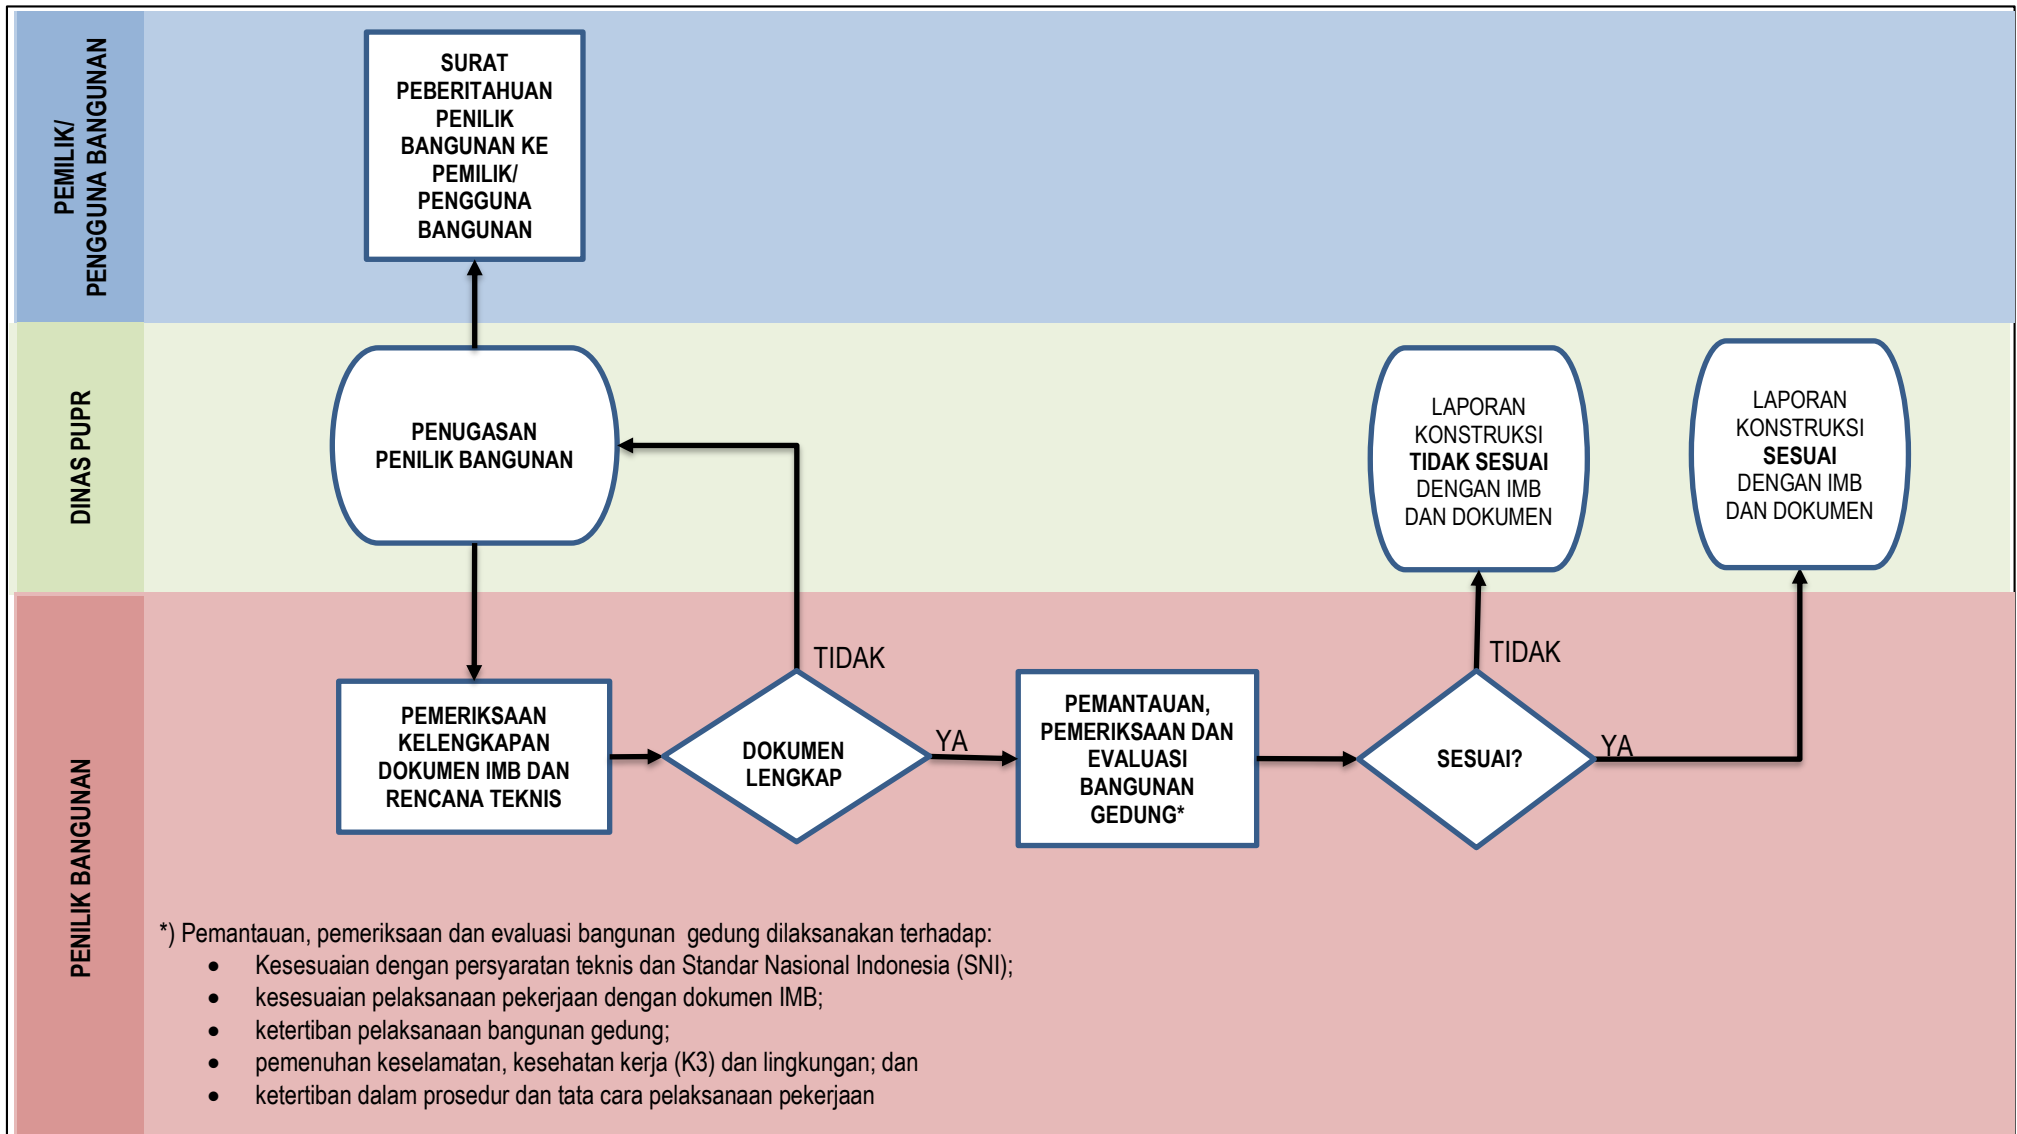 PEMILIK/
PENGGUNA BANGUNAN
SURAT
PEBERITAHUAN
PENILIK
BANGUNAN KE
PEMILIK/
PENGGUNA
BANGUNAN
DINAS PUPR
PENUGASAN
PENILIK BANGUNAN
LAPORAN
KONSTRUKSI
TIDAK SESUAI
DENGAN IMB
DAN DOKUMEN
LAPORAN
KONSTRUKSI
SESUAI
DENGAN IMB
DAN DOKUMEN
PENILIK BANGUNAN
PEMERIKSAAN
KELENGKAPAN
DOKUMEN IMB DAN
RENCANA TEKNIS
TIDAK
DOKUMEN
LENGKAP
YA
PEMANTAUAN,
PEMERIKSAAN DAN
EVALUASI
BANGUNAN
GEDUNG*
TIDAK
SESUAI?
YA
*) Pemantauan, pemeriksaan dan evaluasi bangunan  gedung dilaksanakan terhadap:
• Kesesuaian dengan persyaratan teknis dan Standar Nasional Indonesia (SNI);
• kesesuaian pelaksanaan pekerjaan dengan dokumen IMB;
• ketertiban pelaksanaan bangunan gedung;
• pemenuhan keselamatan, kesehatan kerja (K3) dan lingkungan; dan
• ketertiban dalam prosedur dan tata cara pelaksanaan pekerjaan